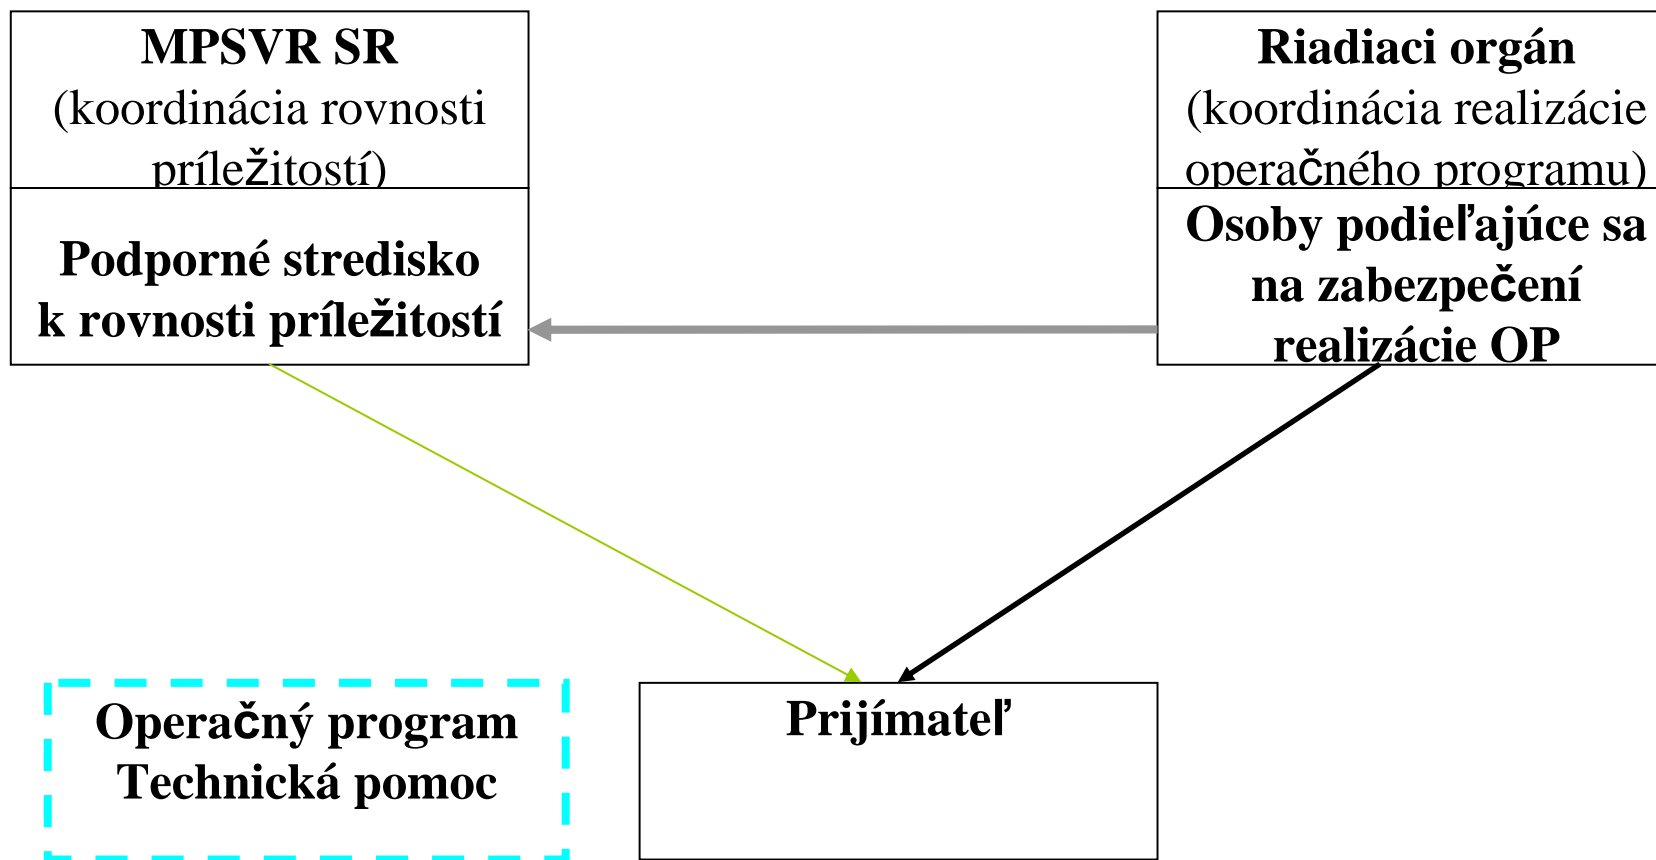 MPSVR SR
(koordinácia rovnosti
príležitostí)
Podporné stredisko
k rovnosti príležitostí
Riadiaci orgán
(koordinácia realizácie
operačného programu)
Osoby podieľajúce sa
na zabezpečení
realizácie OP
Operačný program
Technická pomoc
Prijímateľ